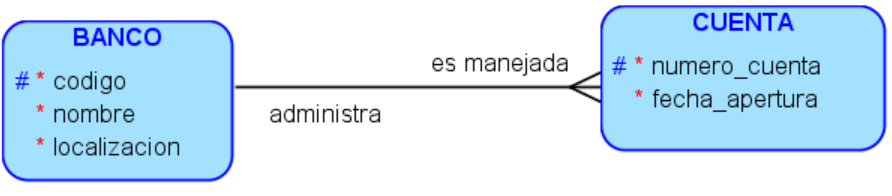 BANCO
# * codigo
* nombre
* localizacion
administra
es manejada
CUENTA
# * numero_cuenta
* fecha_apertura